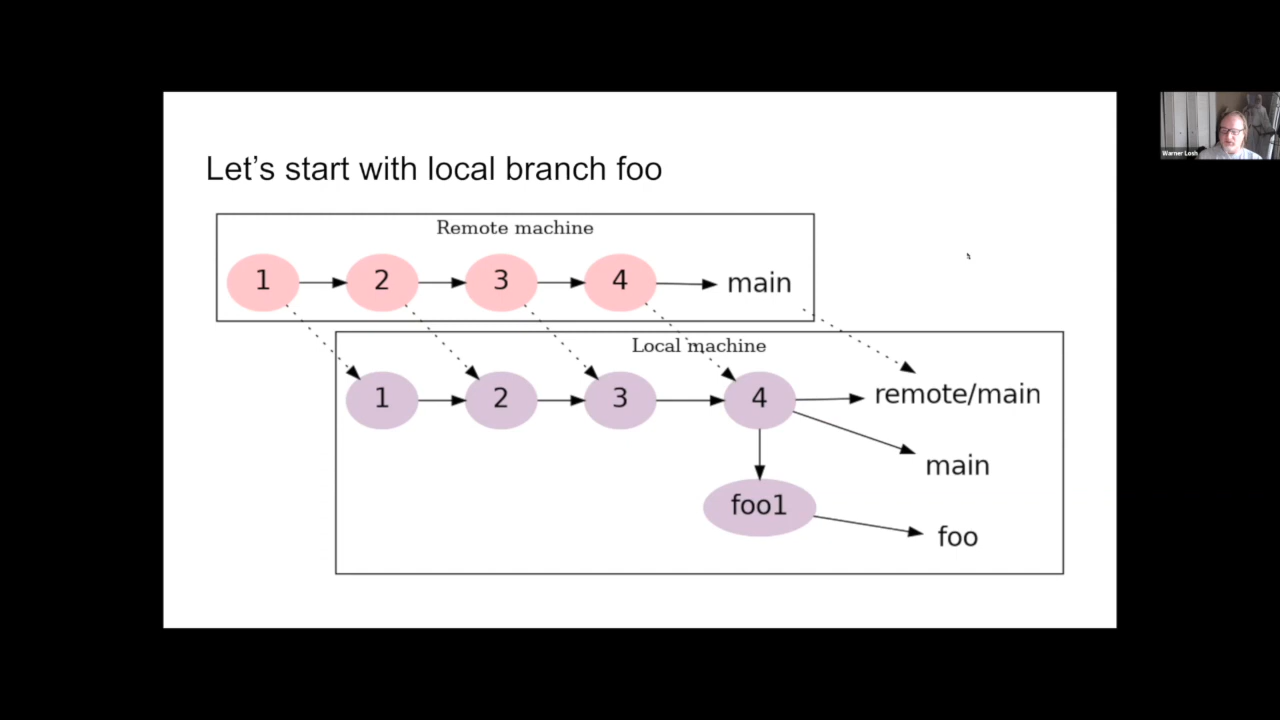 Let's start with local branch foo
Remote machine
1 2 3 4 main
Local machine
1 2 3 4 remote/main
main
foo1
foo
Warner Losh